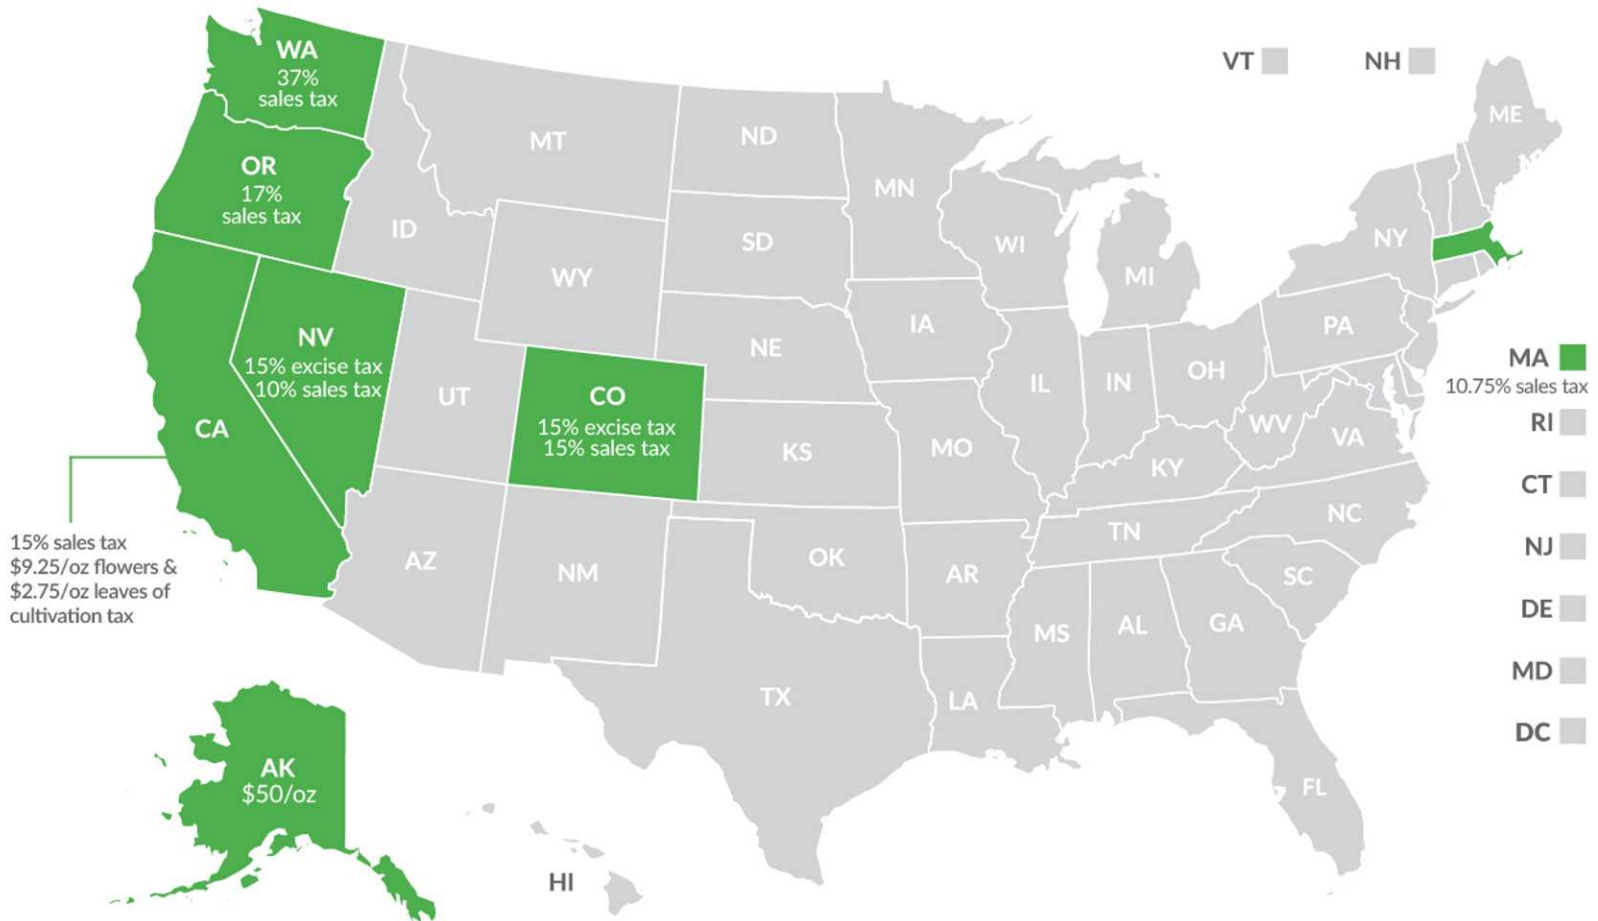 WA
37%
sales tax
VT
NH
ME
OR
17%
sales tax
MT
ND
MN
ID
SD
WI
NY
MI
WY
IA
PA
NV
15% excise tax
10% sales tax
NE
MA
10.75% sales tax
UT
CO
15% excise tax
15% sales tax
IL
IN
OH
WV
VA
RI
CA
KS
MO
KY
CT
15% sales tax
$9.25/oz flowers &
$2.75/oz leaves of
cultivation tax
AZ
NM
OK
AR
TN
NC
NJ
SC
MS
AL
GA
DE
TX
LA
MD
DC
AK
$50/oz
HI
FL